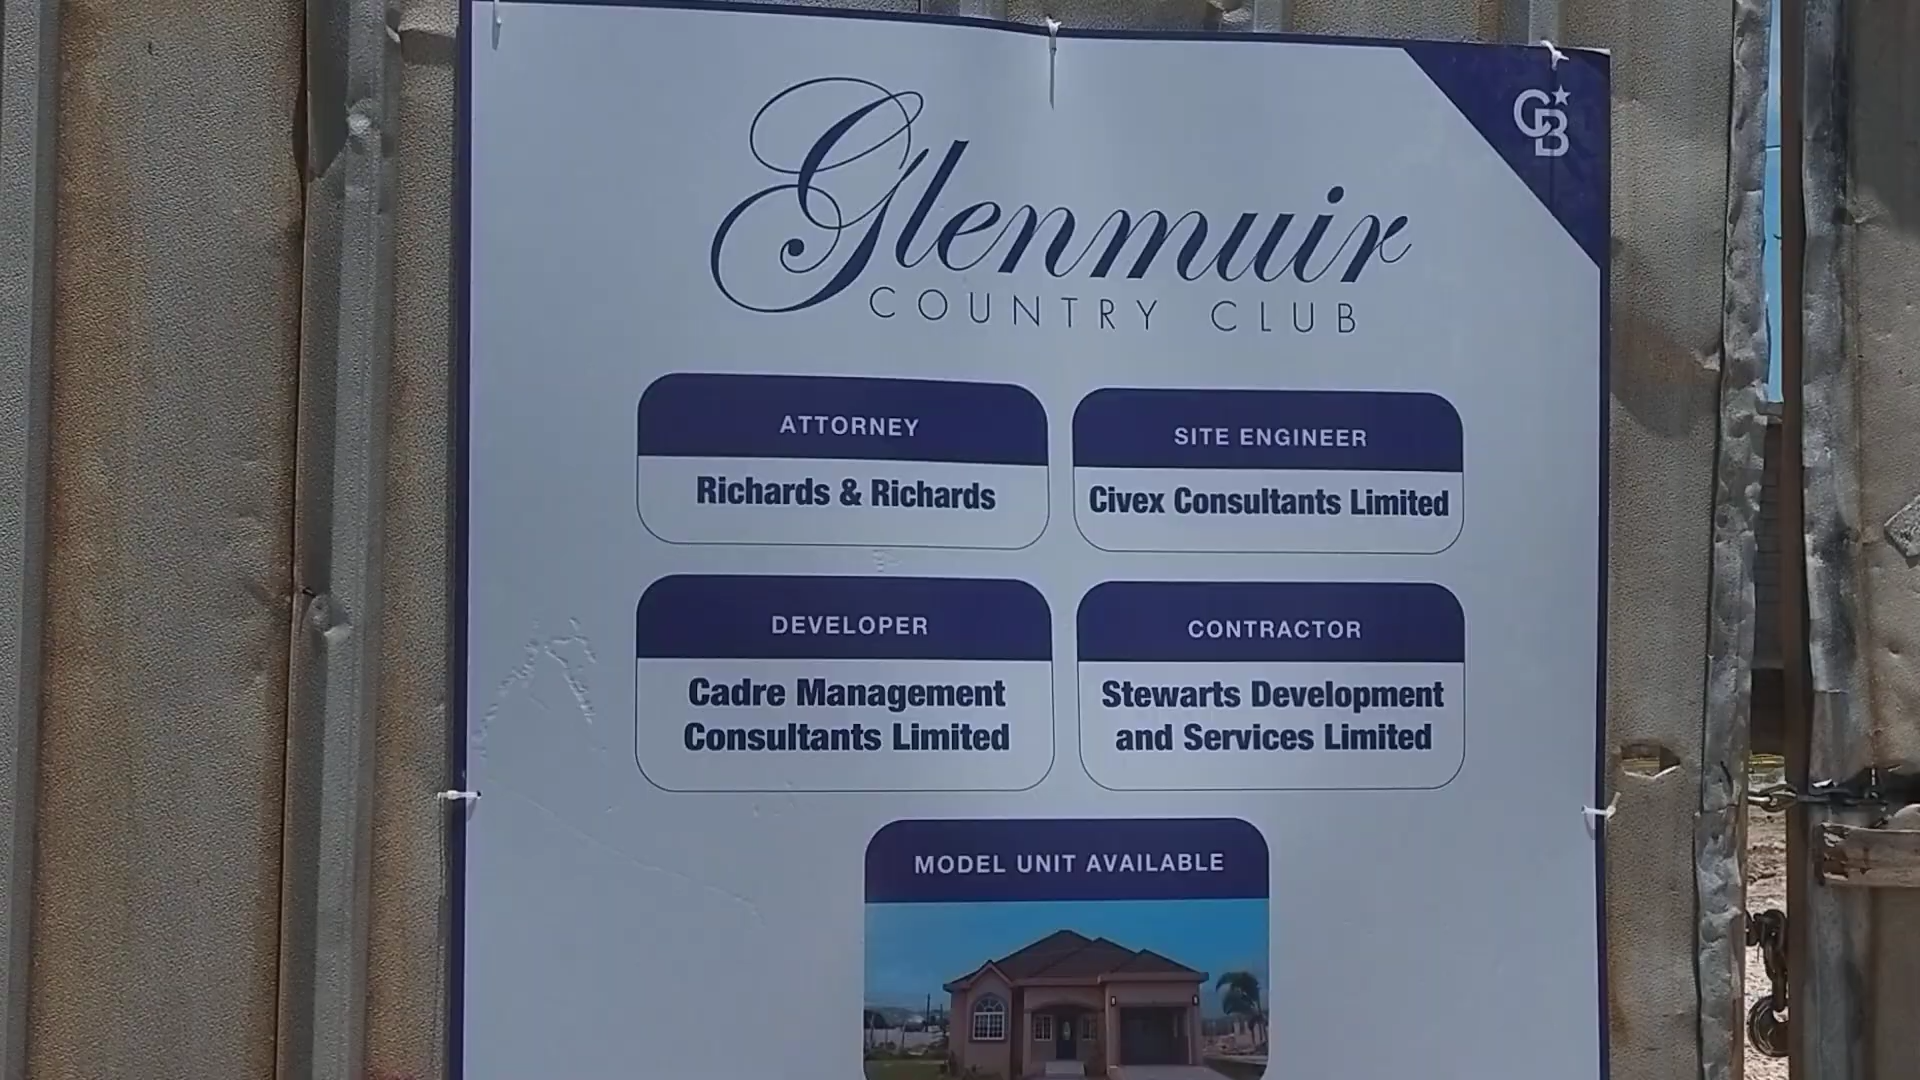 Glenmuir
COUNTRY CLUB
CB
ATTORNEY
Richards & Richards
SITE ENGINEER
Civex Consultants Limited
DEVELOPER
Cadre Management
Consultants Limited
CONTRACTOR
Stewarts Development
and Services Limited
MODEL UNIT AVAILABLE